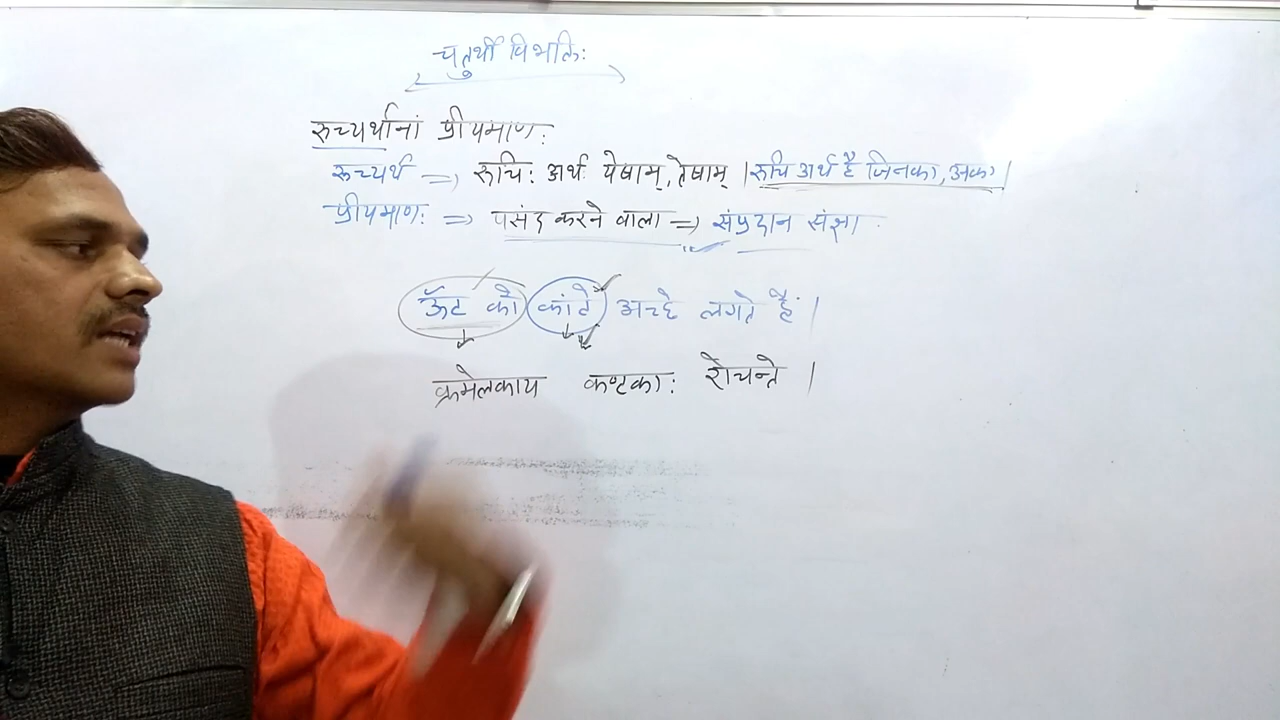 चतुर्थी विभक्तिः
रुच्यर्थानां प्रीयमाणः
रुच्यर्थ => रुचिः अर्थः येषाम्, तेषाम् | रुचि अर्थ है जिनका, उनका |
प्रीयमाणः => पसंद करने वाला => संप्रदान संज्ञा
ऊँट को कांटे अच्छे लगते हैं |
क्रमेलकाय कण्टकाः रोचन्ते |